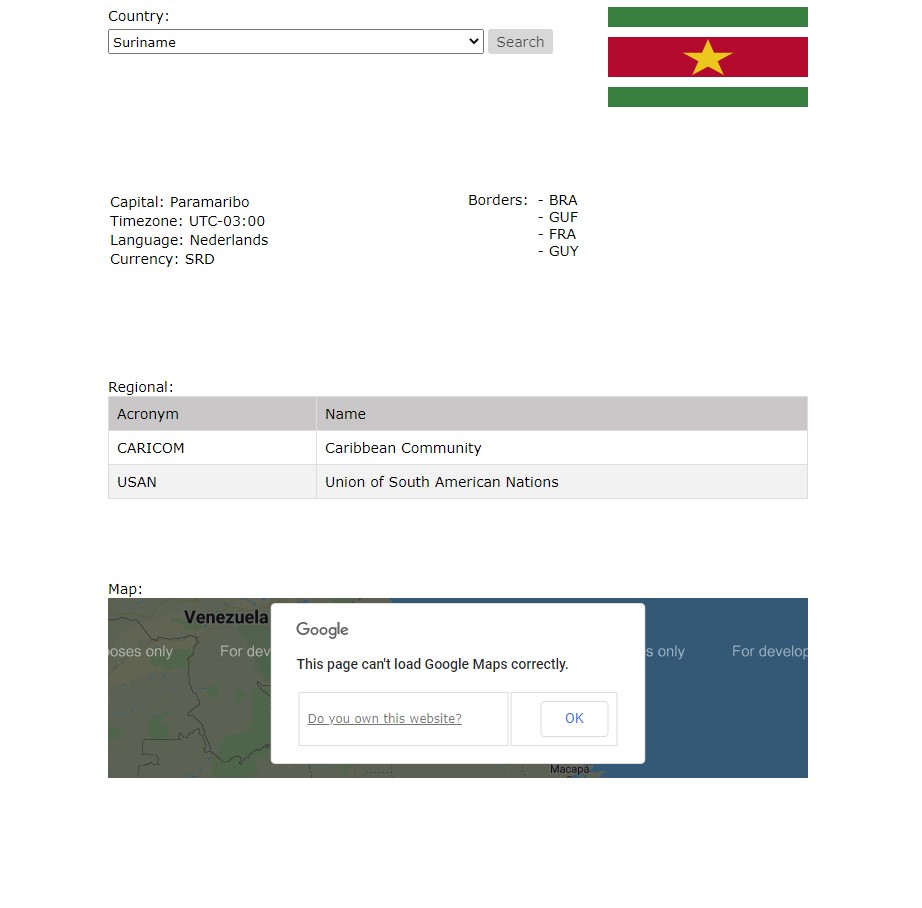 Country:
Suriname Search
Capital: Paramaribo
Timezone: UTC-03:00
Language: Nederlands
Currency: SRD
Borders: - BRA
- GUF
- FRA
- GUY
Regional:
Acronym Name
CARICOM Caribbean Community
USAN Union of South American Nations
Map:
Venezuela
oses only For dev
s only For develop
Google
This page can't load Google Maps correctly.
Do you own this website? OK
Macapá